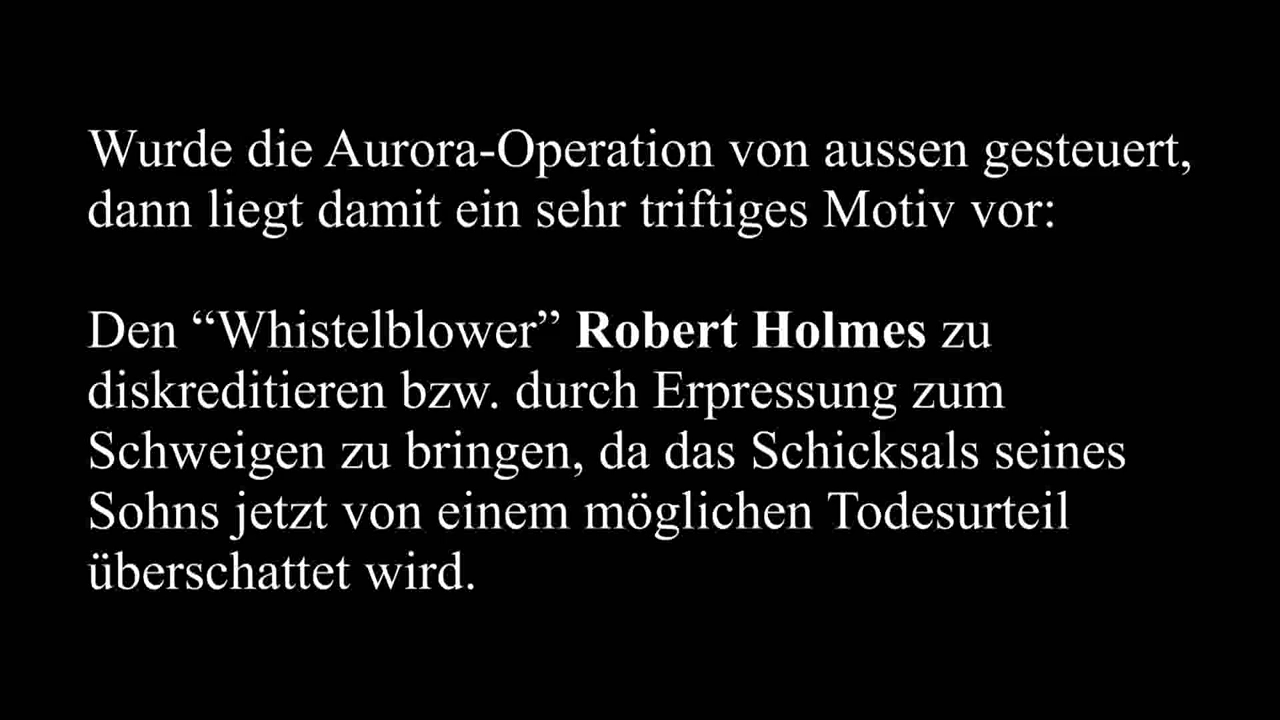 Wurde die Aurora-Operation von aussen gesteuert,
dann liegt damit ein sehr triftiges Motiv vor:
Den “Whistelblower” Robert Holmes zu
diskreditieren bzw. durch Erpressung zum
Schweigen zu bringen, da das Schicksals seines
Sohns jetzt von einem möglichen Todesurteil
überschattet wird.